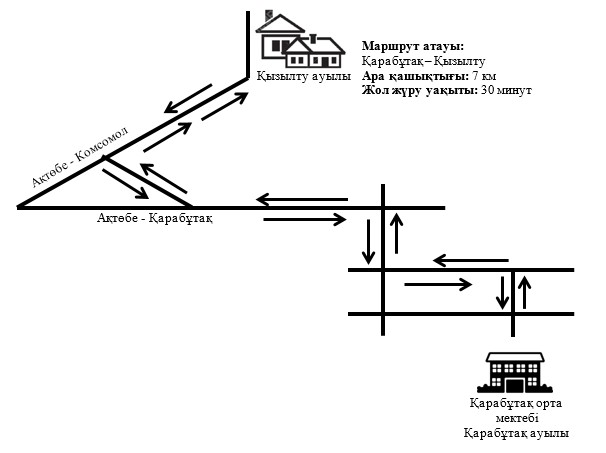 Маршрут атауы:
Қарабұтақ – Қызылту
Ара қашықтығы: 7 км
Жол жүру уақыты: 30 минут
Қызылту ауылы
Ақтөбе - Комсомол
Ақтөбе - Қарабұтақ
Қарабұтақ орта
мектебі
Қарабұтақ ауылы